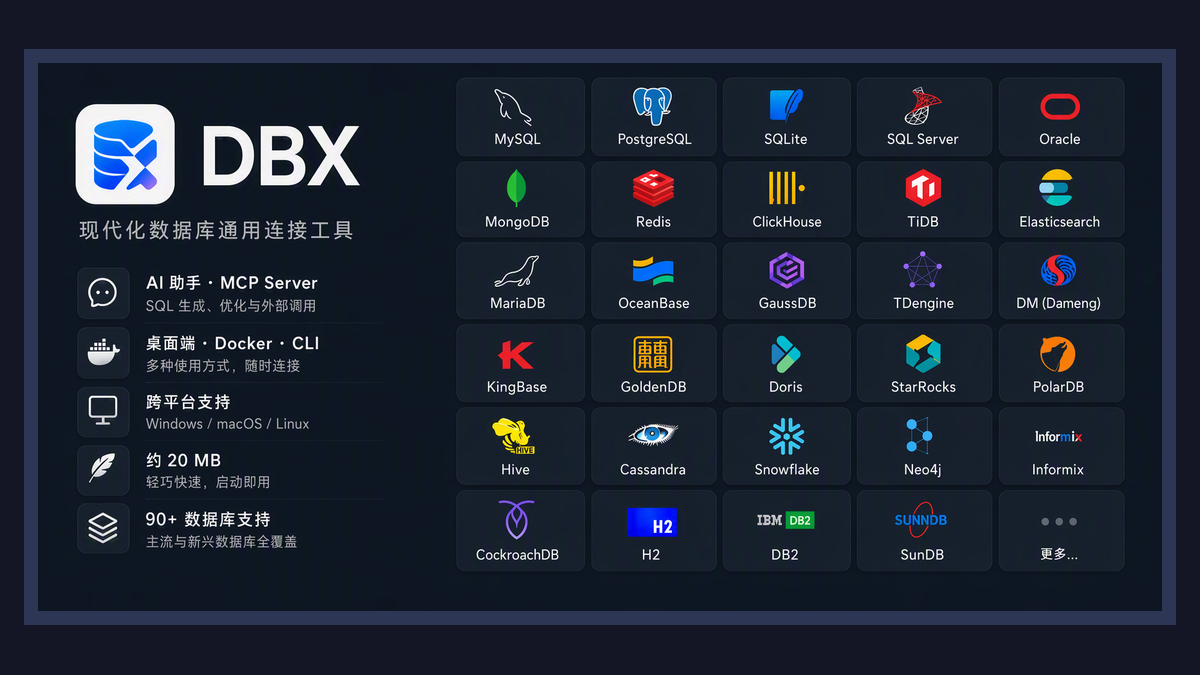 DBX
现代化数据库通用连接工具
AI 助手 · MCP Server
SQL 生成、优化与外部调用
桌面端 · Docker · CLI
多种使用方式，随时连接
跨平台支持
Windows / macOS / Linux
约 20 MB
轻巧快速，启动即用
90+ 数据库支持
主流与新兴数据库全覆盖
MySQL
PostgreSQL
SQLite
SQL Server
Oracle
MongoDB
Redis
ClickHouse
TiDB
Elasticsearch
MariaDB
OceanBase
GaussDB
TDengine
DM (Dameng)
KingBase
GoldenDB
Doris
StarRocks
PolarDB
HIVE
Hive
Cassandra
Snowflake
Neo4j
Informix
Informix
CockroachDB
H2
H2
IBM DB2
DB2
SUNNDB
SunDB
更多...